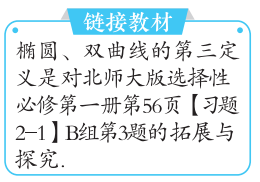 链接教材
椭圆、双曲线的第三定
义是对北师大版选择性
必修第一册第56页【习题
2-1】B组第3题的拓展与
探究.